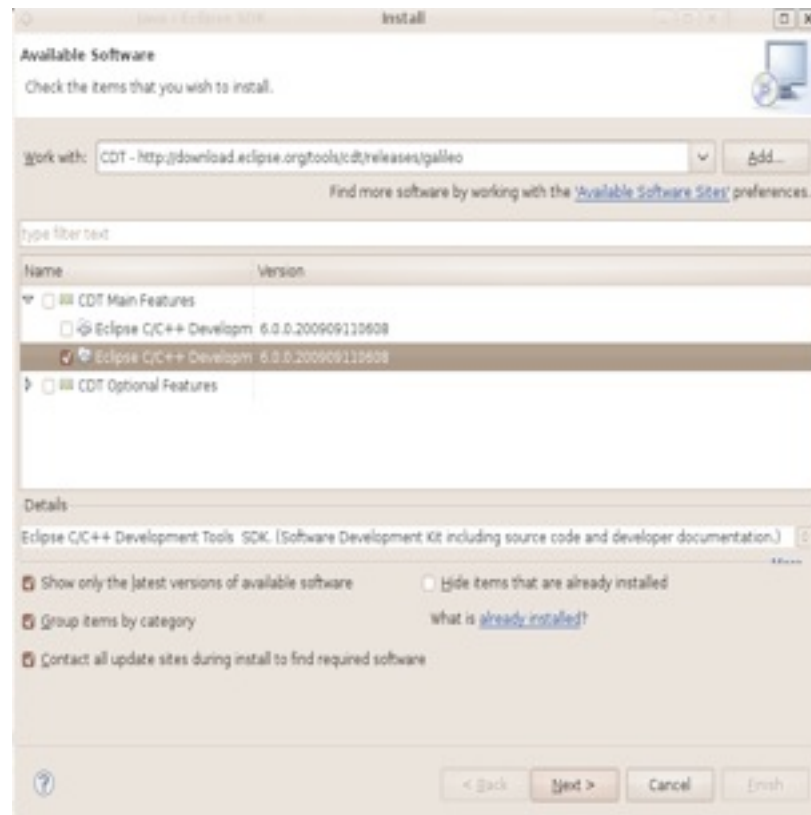 Install
Available Software
Check the items that you wish to install.
Work with: CDT - http://download.eclipse.org/tools/cdt/releases/galileo Add...
Find more software by working with the 'Available Software Sites' preferences.
type filter text
Name Version
CDT Main Features
Eclipse C/C++ Developm 6.0.0.200909110608
Eclipse C/C++ Developm 6.0.0.200909110608
CDT Optional Features
Details
Eclipse C/C++ Development Tools SDK. (Software Development Kit including source code and developer documentation.)
More
Show only the latest versions of available software Hide items that are already installed
Group items by category What is already installed?
Contact all update sites during install to find required software
< Back Next > Cancel Finish